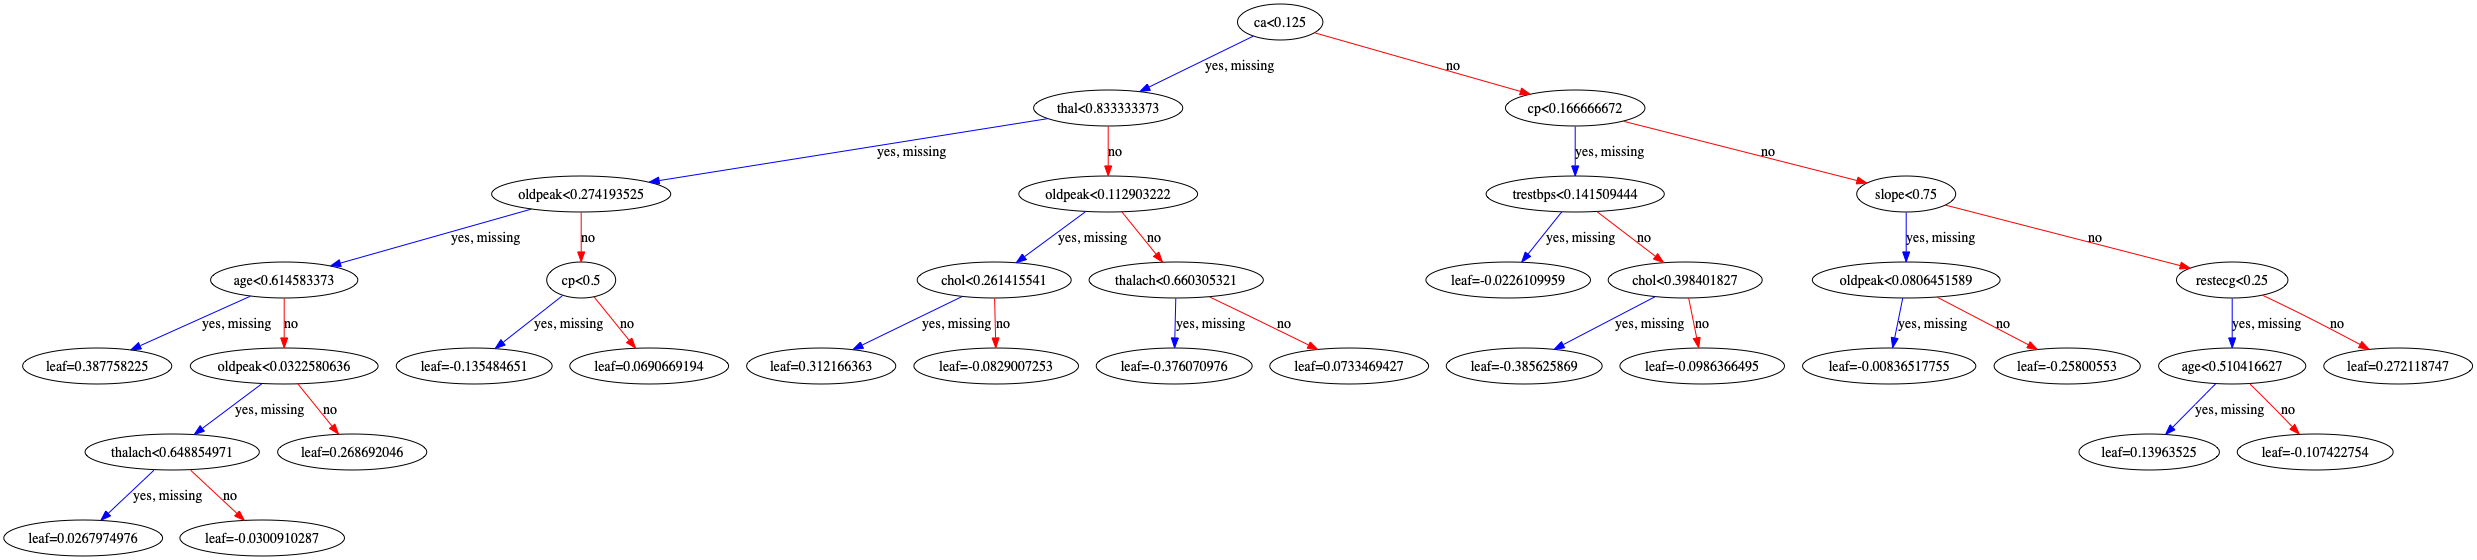 ca<0.125
yes, missing
no
thal<0.833333373
cp<0.166666672
yes, missing
no
yes, missing
no
oldpeak<0.274193525
oldpeak<0.112903222
trestbps<0.141509444
slope<0.75
yes, missing
no
yes, missing
no
yes, missing
no
yes, missing
no
age<0.614583373
cp<0.5
chol<0.261415541
thalach<0.660305321
leaf=-0.0226109959
chol<0.398401827
oldpeak<0.0806451589
restecg<0.25
yes, missing
no
yes, missing
no
yes, missing
no
yes, missing
no
yes, missing
no
yes, missing
no
yes, missing
no
leaf=0.387758225
oldpeak<0.0322580636
leaf=-0.135484651
leaf=0.0690669194
leaf=0.312166363
leaf=-0.0829007253
leaf=-0.376070976
leaf=0.0733469427
leaf=-0.385625869
leaf=-0.0986366495
leaf=-0.00836517755
leaf=-0.25800553
age<0.510416627
leaf=0.272118747
yes, missing
no
yes, missing
no
thalach<0.648854971
leaf=0.268692046
leaf=0.13963525
leaf=-0.107422754
yes, missing
no
leaf=0.0267974976
leaf=-0.0300910287